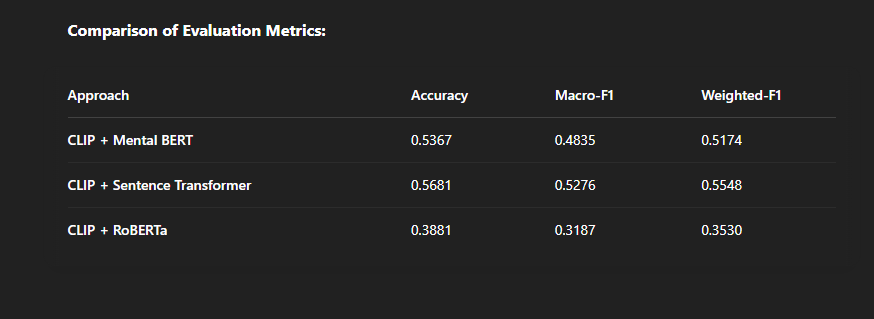 Comparison of Evaluation Metrics:
Approach Accuracy Macro-F1 Weighted-F1
CLIP + Mental BERT 0.5367 0.4835 0.5174
CLIP + Sentence Transformer 0.5681 0.5276 0.5548
CLIP + RoBERTa 0.3881 0.3187 0.3530